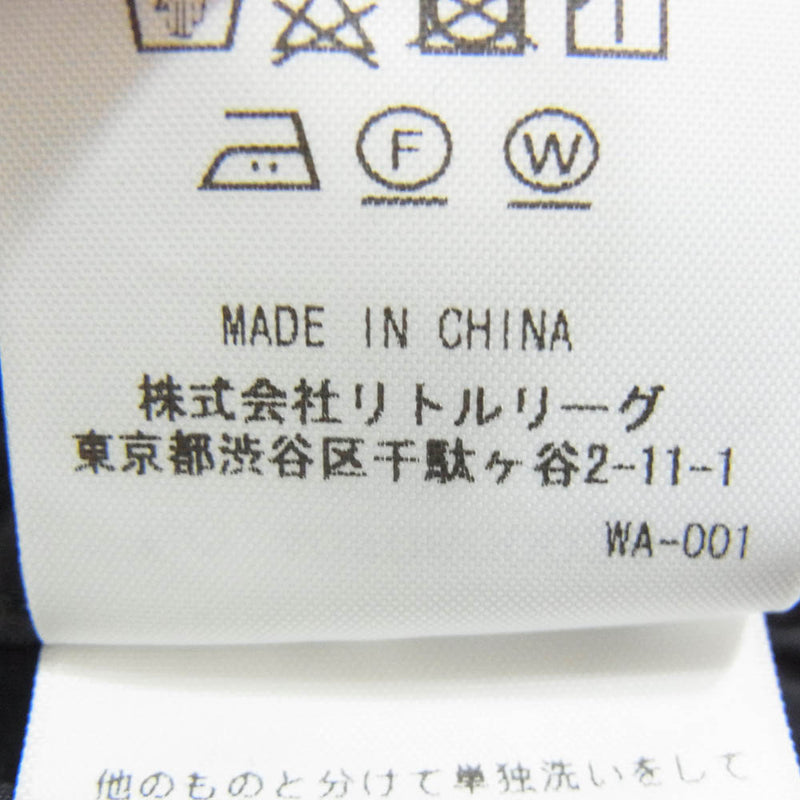 F W
MADE IN CHINA
株式会社リトルリーグ
東京都渋谷区千駄ヶ谷2-11-1
WA-001
他のものと分けて単独洗いをして